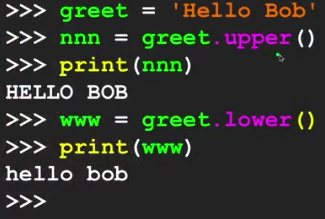 >>> greet = 'Hello Bob'
>>> nnn = greet.upper()
>>> print(nnn)
HELLO BOB
>>> www = greet.lower()
>>> print(www)
hello bob
>>>